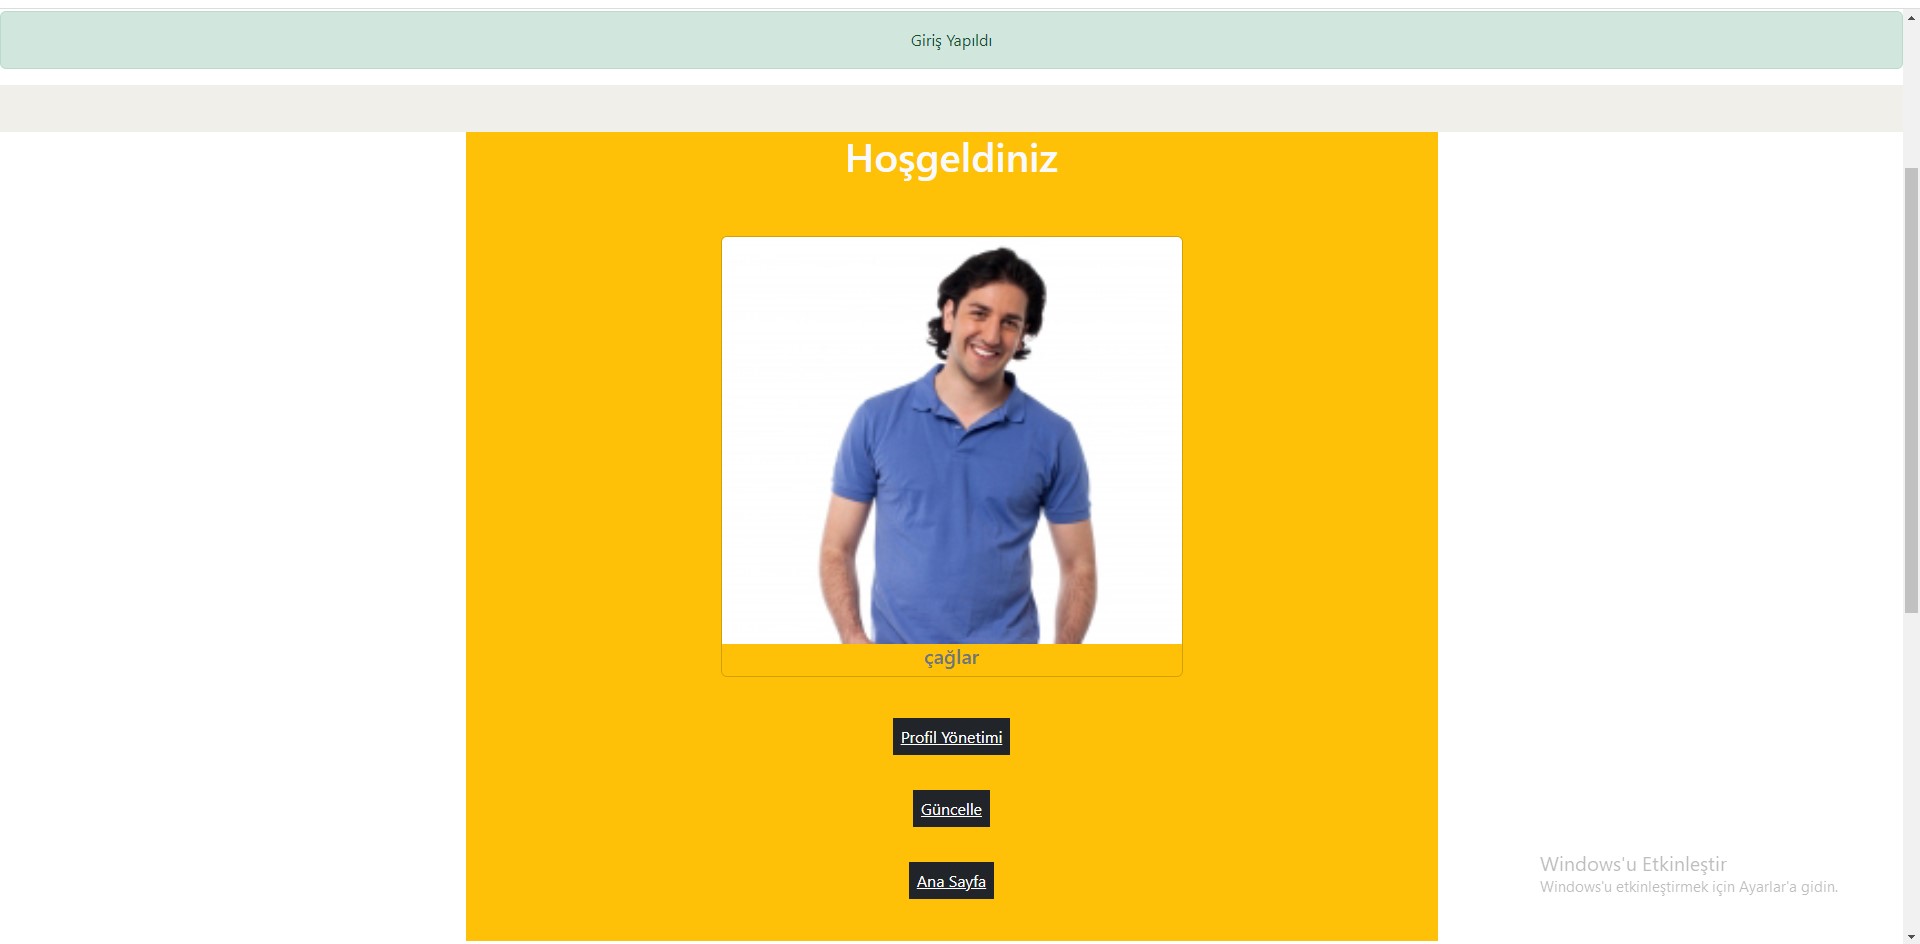 Giriş Yapıldı
Hoşgeldiniz
çağlar
Profil Yönetimi
Güncelle
Ana Sayfa
Windows'u Etkinleştir
Windows'u etkinleştirmek için Ayarlar'a gidin.